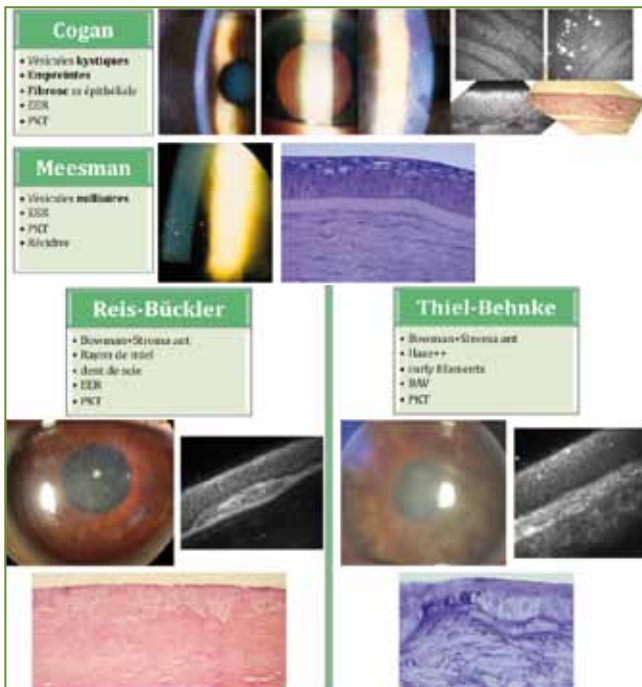 Cogan
• Vésicules kystiques
• Empreintes
• Fibrose ss épithéliale
• EER
• PKT
Meesman
• Vésicules milliaires
• EER
• PKT
• Récidive
Reis-Bückler
• Bowman+Stroma ant
• Rayon de miel
• dent de scie
• EER
• PKT
Thiel-Behnke
• Bowman+Stroma ant
• Haze++
• curly filaments
• BAV
• PKT